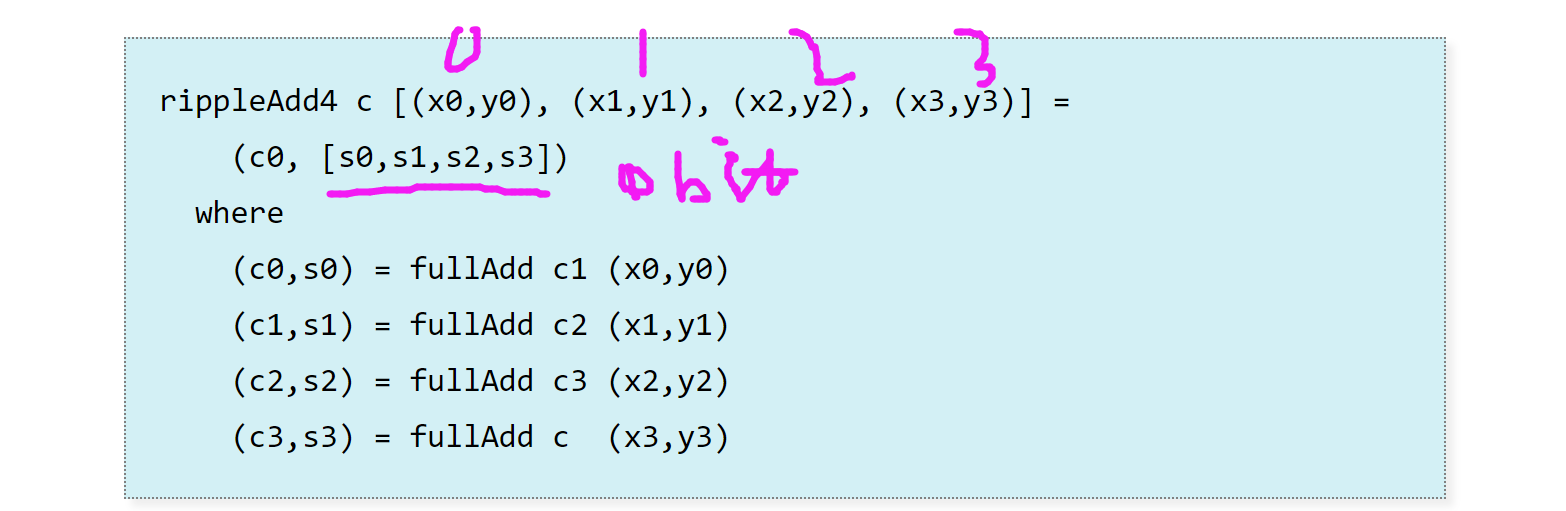 0 1 2 3
rippleAdd4 c [(x0,y0), (x1,y1), (x2,y2), (x3,y3)] =
(c0, [s0,s1,s2,s3])
where
(c0,s0) = fullAdd c1 (x0,y0)
(c1,s1) = fullAdd c2 (x1,y1)
(c2,s2) = fullAdd c3 (x2,y2)
(c3,s3) = fullAdd c  (x3,y3)